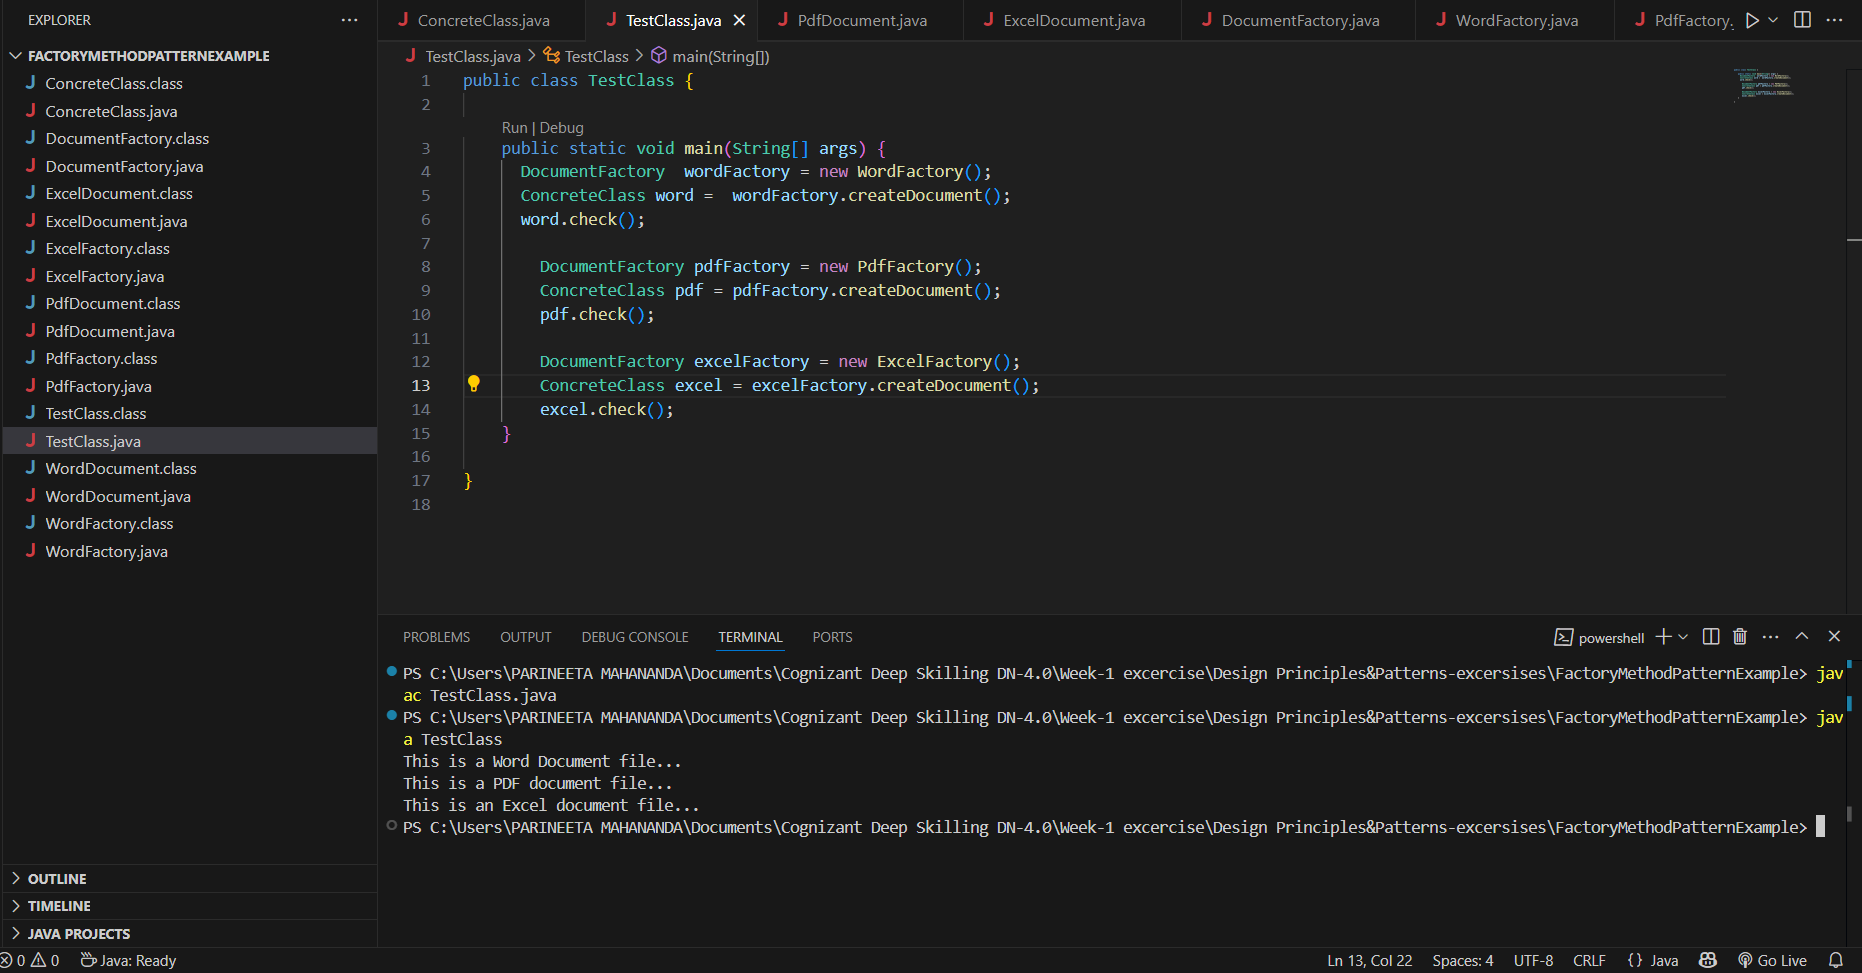 EXPLORER
FACTORYMETHODPATTERNEXAMPLE
ConcreteClass.class
ConcreteClass.java
DocumentFactory.class
DocumentFactory.java
ExcelDocument.class
ExcelDocument.java
ExcelFactory.class
ExcelFactory.java
PdfDocument.class
PdfDocument.java
PdfFactory.class
PdfFactory.java
TestClass.class
TestClass.java
WordDocument.class
WordDocument.java
WordFactory.class
WordFactory.java
OUTLINE
TIMELINE
JAVA PROJECTS
ConcreteClass.java TestClass.java PdfDocument.java ExcelDocument.java DocumentFactory.java WordFactory.java PdfFactory.
TestClass.java > TestClass > main(String[])
1 public class TestClass {
2
Run | Debug
3 public static void main(String[] args) {
4 DocumentFactory  wordFactory = new WordFactory();
5 ConcreteClass word =  wordFactory.createDocument();
6 word.check();
7
8 DocumentFactory pdfFactory = new PdfFactory();
9 ConcreteClass pdf = pdfFactory.createDocument();
10 pdf.check();
11
12 DocumentFactory excelFactory = new ExcelFactory();
13 ConcreteClass excel = excelFactory.createDocument();
14 excel.check();
15 }
16
17 }
18
PROBLEMS OUTPUT DEBUG CONSOLE TERMINAL PORTS powershell
PS C:\Users\PARINEETA MAHANANDA\Documents\Cognizant Deep Skilling DN-4.0\Week-1 excercise\Design Principles&Patterns-excersises\FactoryMethodPatternExample> jav
ac TestClass.java
PS C:\Users\PARINEETA MAHANANDA\Documents\Cognizant Deep Skilling DN-4.0\Week-1 excercise\Design Principles&Patterns-excersises\FactoryMethodPatternExample> jav
a TestClass
This is a Word Document file...
This is a PDF document file...
This is an Excel document file...
PS C:\Users\PARINEETA MAHANANDA\Documents\Cognizant Deep Skilling DN-4.0\Week-1 excercise\Design Principles&Patterns-excersises\FactoryMethodPatternExample>
0 0 Java: Ready Ln 13, Col 22 Spaces: 4 UTF-8 CRLF {} Java Go Live